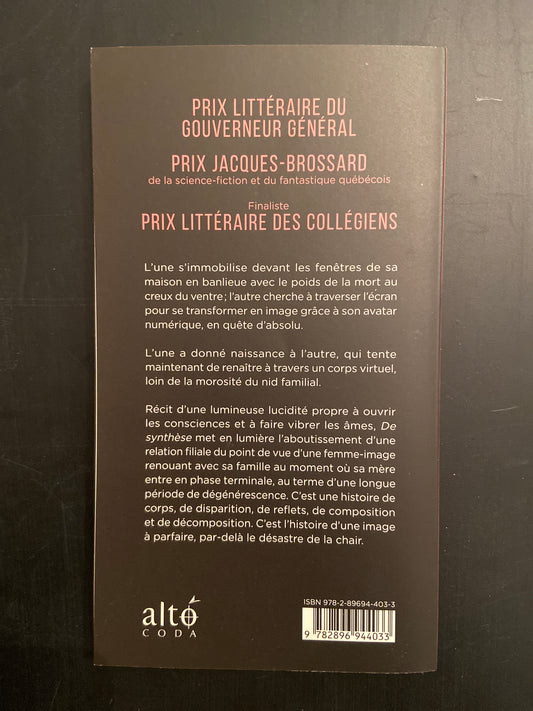 PRIX LITTÉRAIRE DU
GOUVERNEUR GÉNÉRAL
PRIX JACQUES-BROSSARD
de la science-fiction et du fantastique québécois
Finaliste
PRIX LITTÉRAIRE DES COLLÉGIENS
L'une s'immobilise devant les fenêtres de sa
maison en banlieue avec le poids de la mort au
creux du ventre ; l'autre cherche à traverser l'écran
pour se transformer en image grâce à son avatar
numérique, en quête d'absolu.
L'une a donné naissance à l'autre, qui tente
maintenant de renaître à travers un corps virtuel,
loin de la morosité du nid familial.
Récit d'une lumineuse lucidité propre à ouvrir
les consciences et à faire vibrer les âmes, De
synthèse met en lumière l'aboutissement d'une
relation filiale du point de vue d'une femme-image
renouant avec sa famille au moment où sa mère
entre en phase terminale, au terme d'une longue
période de dégénérescence. C'est une histoire de
corps, de disparition, de reflets, de composition
et de décomposition. C'est l'histoire d'une image
à parfaire, par-delà le désastre de la chair.
alto
CODA
ISBN 978-2-89694-403-3
9 782896 944033